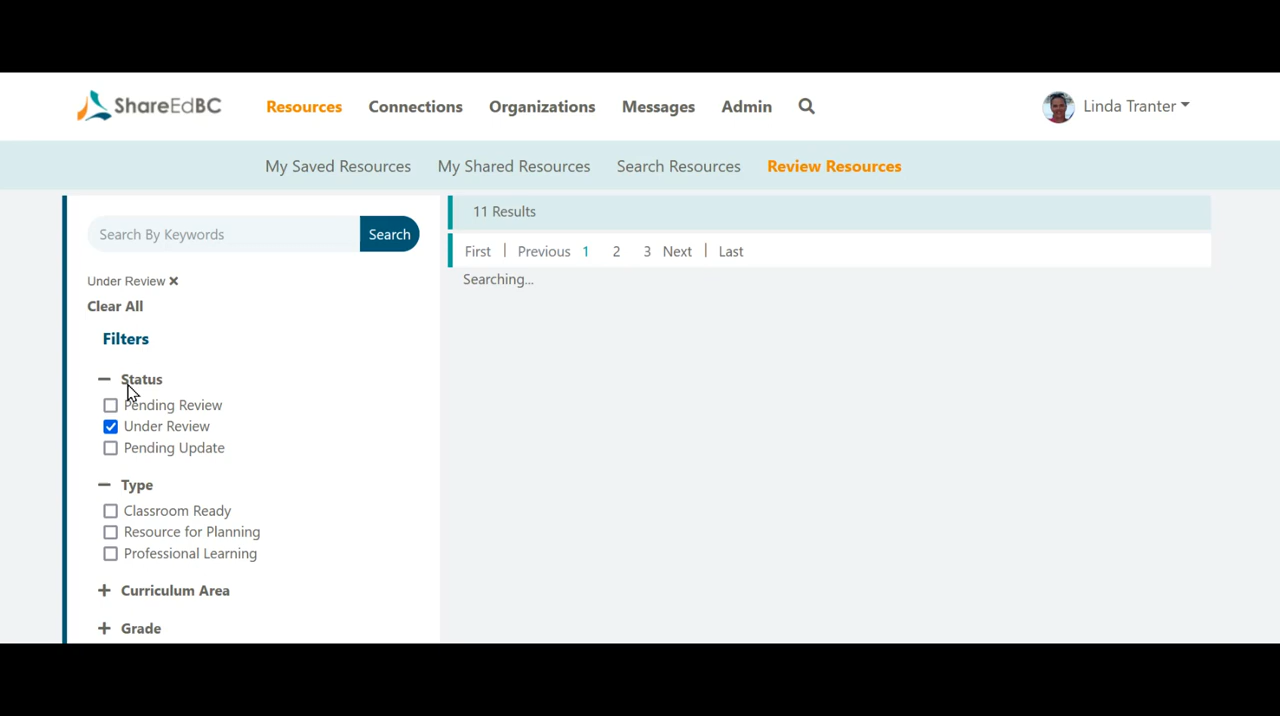 ShareEdBC Resources Connections Organizations Messages Admin Linda Tranter
My Saved Resources My Shared Resources Search Resources Review Resources
Search By Keywords Search
Under Review
Clear All
Filters
Status
Pending Review
Under Review
Pending Update
Type
Classroom Ready
Resource for Planning
Professional Learning
Curriculum Area
Grade
11 Results
First | Previous 1 2 3 Next | Last
Searching...